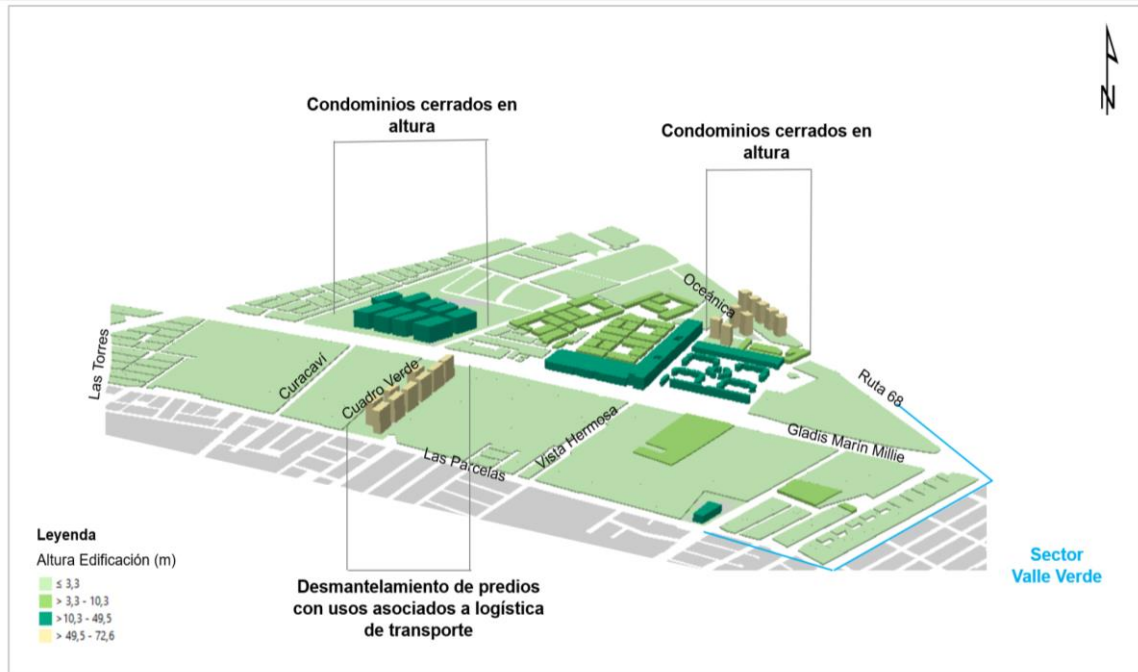 Condominios cerrados en
altura
Condominios cerrados en
altura
N
Oceánica
Las Torres
Curacaví
Cuadro Verde
Ruta 68
Vista Hermosa
Gladis Marín Millie
Las Parcelas
Leyenda
Altura Edificación (m)
≤ 3,3
> 3,3 - 10,3
>10,3 - 49,5
> 49,5 - 72,6
Desmantelamiento de predios
con usos asociados a logística
de transporte
Sector
Valle Verde